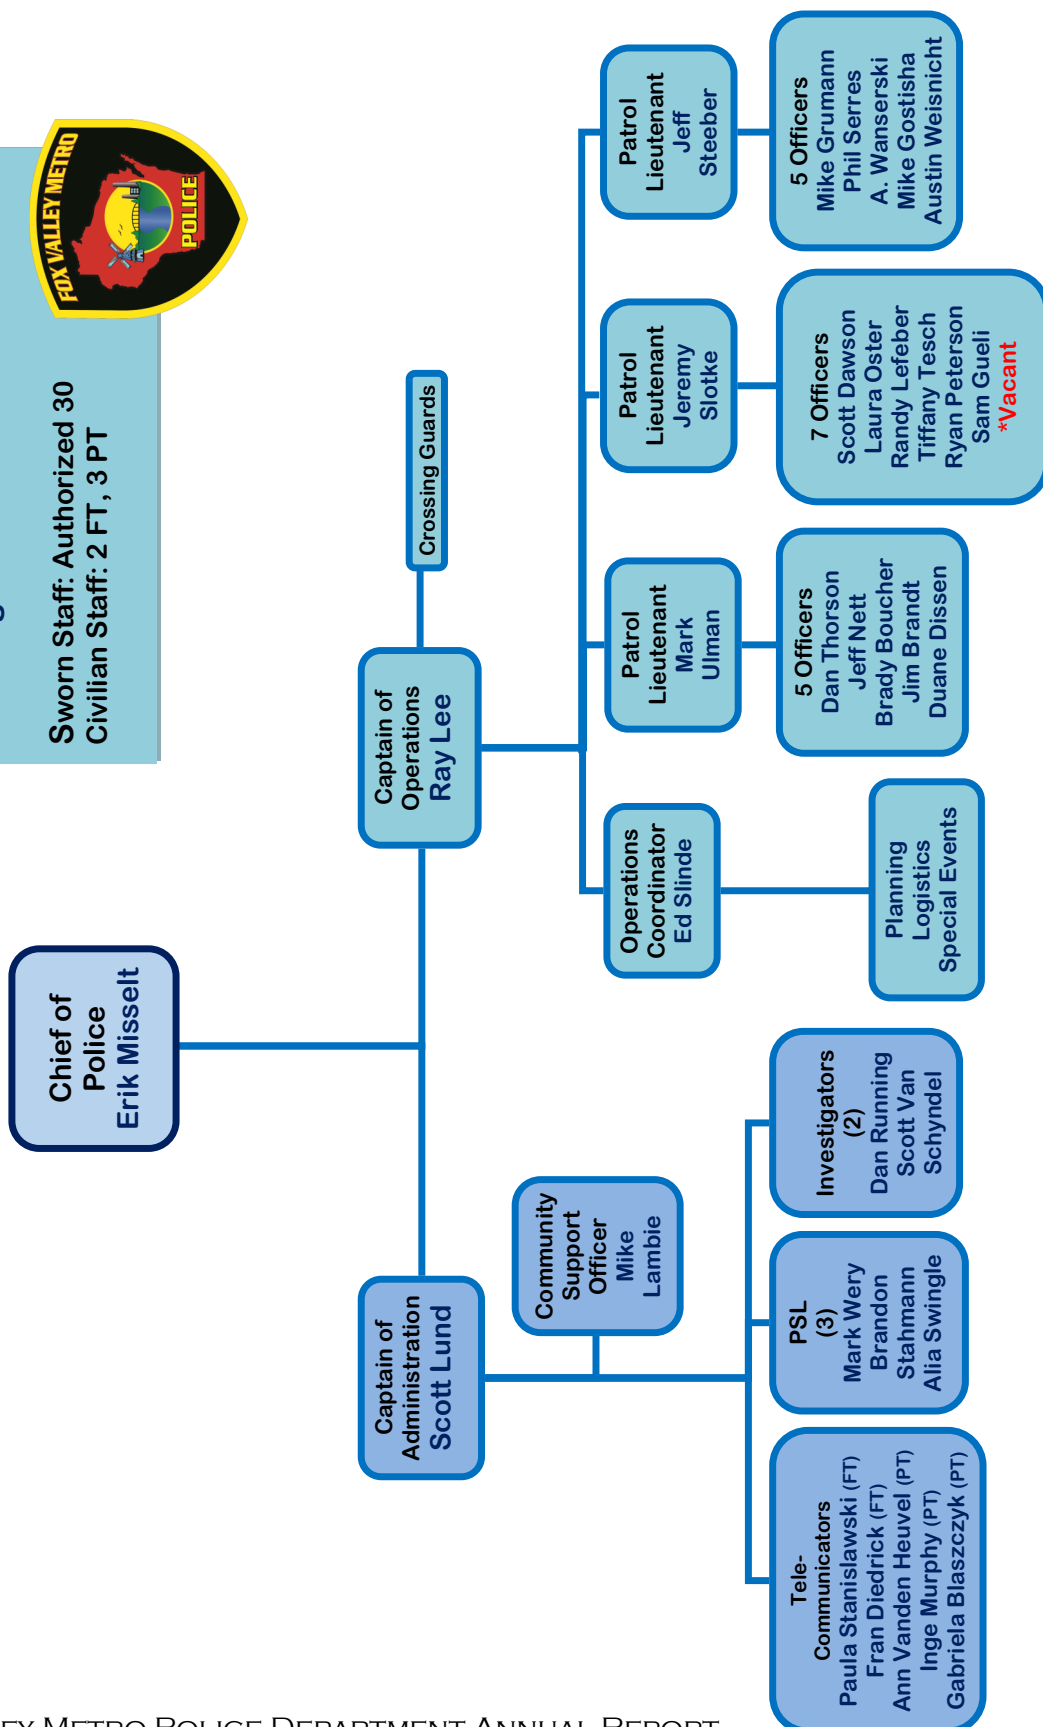 FOX VALLEY METRO
POLICE
Sworn Staff: Authorized 30
Civilian Staff: 2 FT, 3 PT
Chief of
Police
Erik Misselt
Captain of
Administration
Scott Lund
Captain of
Operations
Ray Lee
Crossing Guards
Community
Support
Officer
Mike
Lambie
Operations
Coordinator
Ed Slinde
Patrol
Lieutenant
Mark
Ulman
Patrol
Lieutenant
Jeremy
Slotke
Patrol
Lieutenant
Jeff
Steeber
Tele-
Communicators
Paula Stanislawski (FT)
Fran Diedrick (FT)
Ann Vanden Heuvel (PT)
Inge Murphy (PT)
Gabriela Blaszczyk (PT)
PSL
(3)
Mark Wery
Brandon
Stahmann
Alia Swingle
Investigators
(2)
Dan Running
Scott Van
Schyndel
Planning
Logistics
Special Events
5 Officers
Dan Thorson
Jeff Nett
Brady Boucher
Jim Brandt
Duane Dissen
7 Officers
Scott Dawson
Laura Oster
Randy Lefeber
Tiffany Tesch
Ryan Peterson
Sam Gueli
*Vacant
5 Officers
Mike Grumann
Phil Serres
A. Wanserski
Mike Gostisha
Austin Weisnicht
EY METRO POLICE DEPARTMENT ANNUAL REPORT